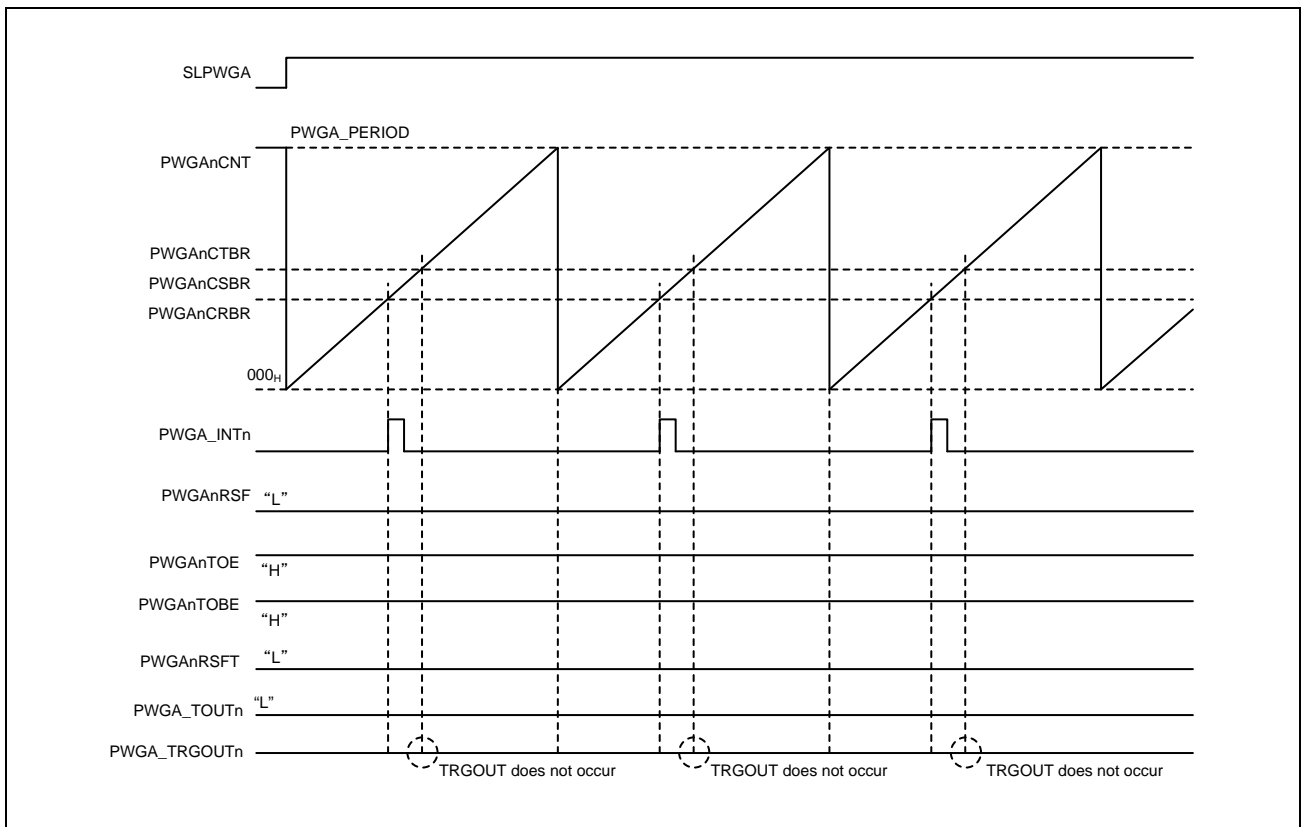 SLPWGA
PWGA_PERIOD
PWGAnCNT
PWGAnCTBR
PWGAnCSBR
PWGAnCRBR
000H
PWGA_INTn
PWGAnRSF “L”
PWGAnTOE “H”
PWGAnTOBE “H”
PWGAnRSFT “L”
PWGA_TOUTn “L”
PWGA_TRGOUTn
TRGOUT does not occur TRGOUT does not occur TRGOUT does not occur